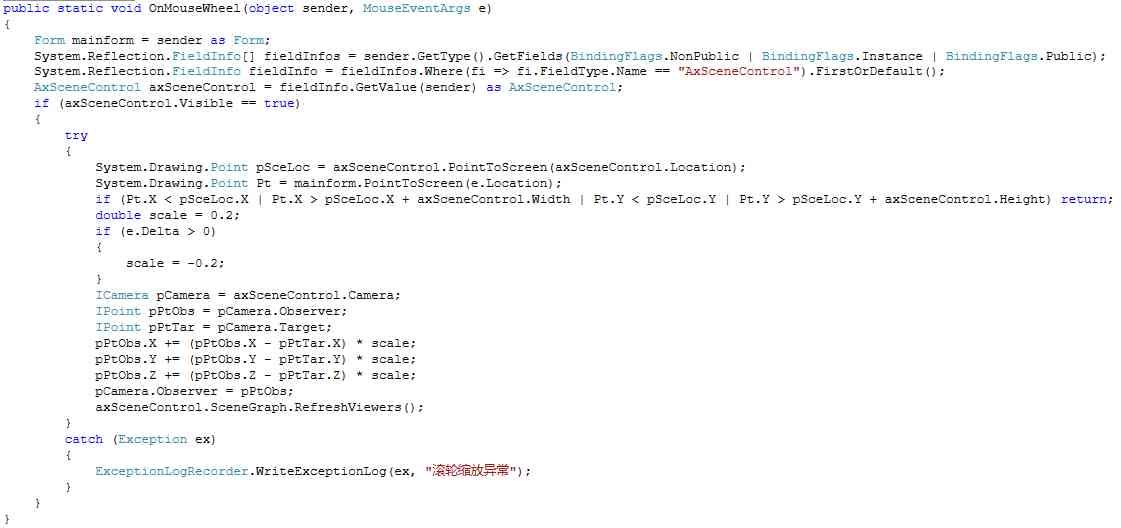 public static void OnMouseWheel(object sender, MouseEventArgs e)
{
    Form mainform = sender as Form;
    System.Reflection.FieldInfo[] fieldInfos = sender.GetType().GetFields(BindingFlags.NonPublic | BindingFlags.Instance | BindingFlags.Public);
    System.Reflection.FieldInfo fieldInfo = fieldInfos.Where(fi => fi.FieldType.Name == "AxSceneControl").FirstOrDefault();
    AxSceneControl axSceneControl = fieldInfo.GetValue(sender) as AxSceneControl;
    if (axSceneControl.Visible == true)
    {
        try
        {
            System.Drawing.Point pSceLoc = axSceneControl.PointToScreen(axSceneControl.Location);
            System.Drawing.Point Pt = mainform.PointToScreen(e.Location);
            if (Pt.X < pSceLoc.X | Pt.X > pSceLoc.X + axSceneControl.Width | Pt.Y < pSceLoc.Y | Pt.Y > pSceLoc.Y + axSceneControl.Height) return;
            double scale = 0.2;
            if (e.Delta > 0)
            {
                scale = -0.2;
            }
            ICamera pCamera = axSceneControl.Camera;
            IPoint pPtObs = pCamera.Observer;
            IPoint pPtTar = pCamera.Target;
            pPtObs.X += (pPtObs.X - pPtTar.X) * scale;
            pPtObs.Y += (pPtObs.Y - pPtTar.Y) * scale;
            pPtObs.Z += (pPtObs.Z - pPtTar.Z) * scale;
            pCamera.Observer = pPtObs;
            axSceneControl.SceneGraph.RefreshViewers();
        }
        catch (Exception ex)
        {
            ExceptionLogRecorder.WriteExceptionLog(ex, "滚轮缩放异常");
        }
    }
}